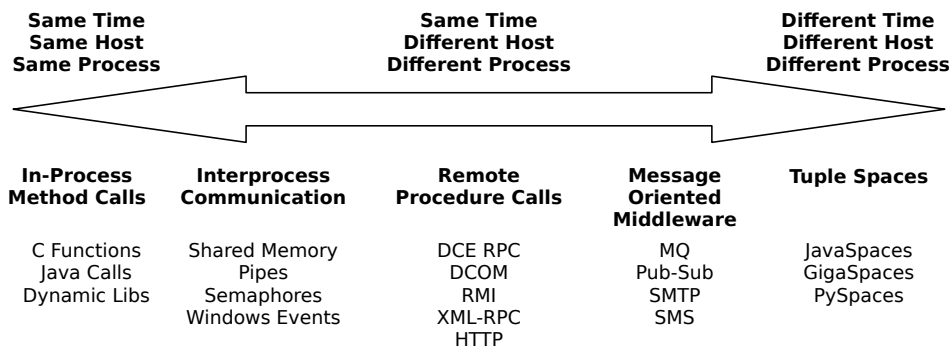 Same Time
Same Host
Same Process
Same Time
Different Host
Different Process
Different Time
Different Host
Different Process
In-Process
Method Calls
C Functions
Java Calls
Dynamic Libs
Interprocess
Communication
Shared Memory
Pipes
Semaphores
Windows Events
Remote
Procedure Calls
DCE RPC
DCOM
RMI
XML-RPC
HTTP
Message
Oriented
Middleware
MQ
Pub-Sub
SMTP
SMS
Tuple Spaces
JavaSpaces
GigaSpaces
PySpaces